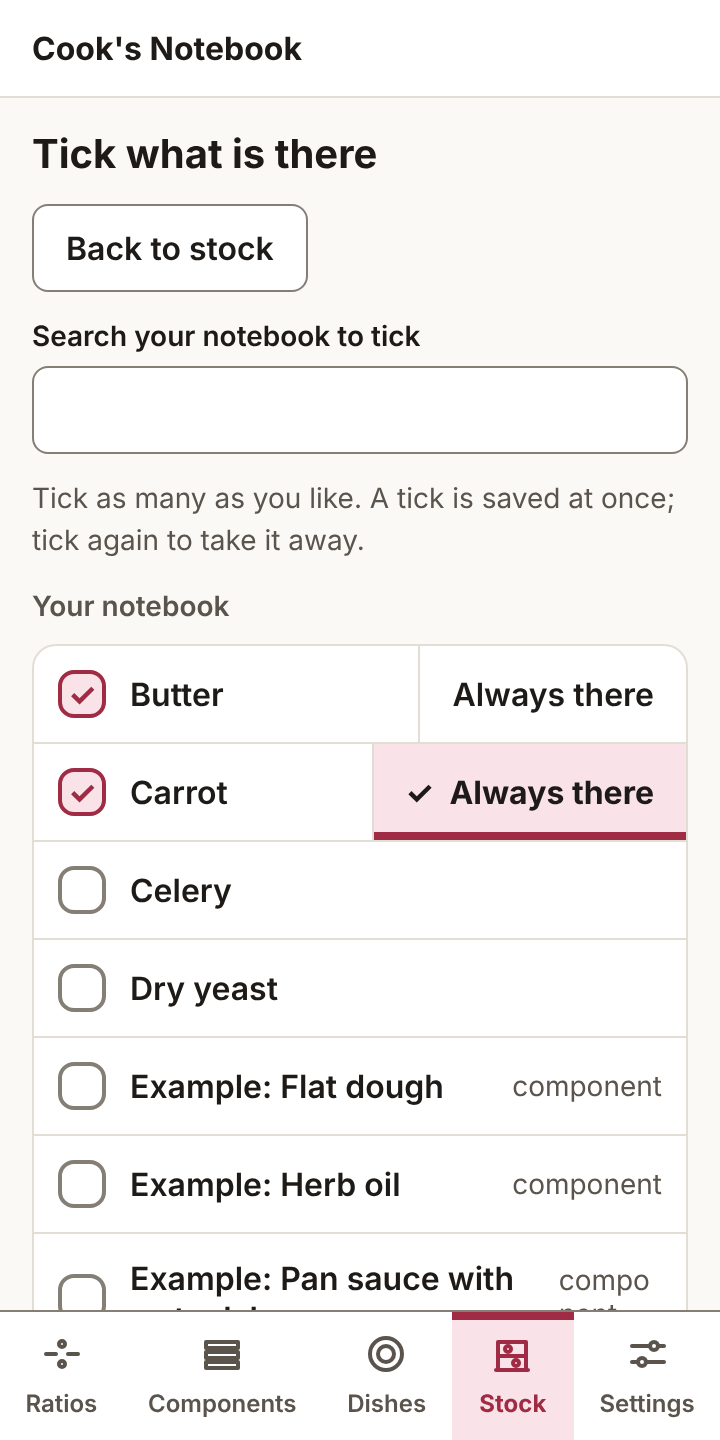 Cook's Notebook
Tick what is there
Back to stock
Search your notebook to tick
Tick as many as you like. A tick is saved at once;
tick again to take it away.
Your notebook
Butter
Always there
Carrot
Always there
Celery
Dry yeast
Example: Flat dough
component
Example: Herb oil
component
Example: Pan sauce with
compo
Ratios
Components
Dishes
Stock
Settings